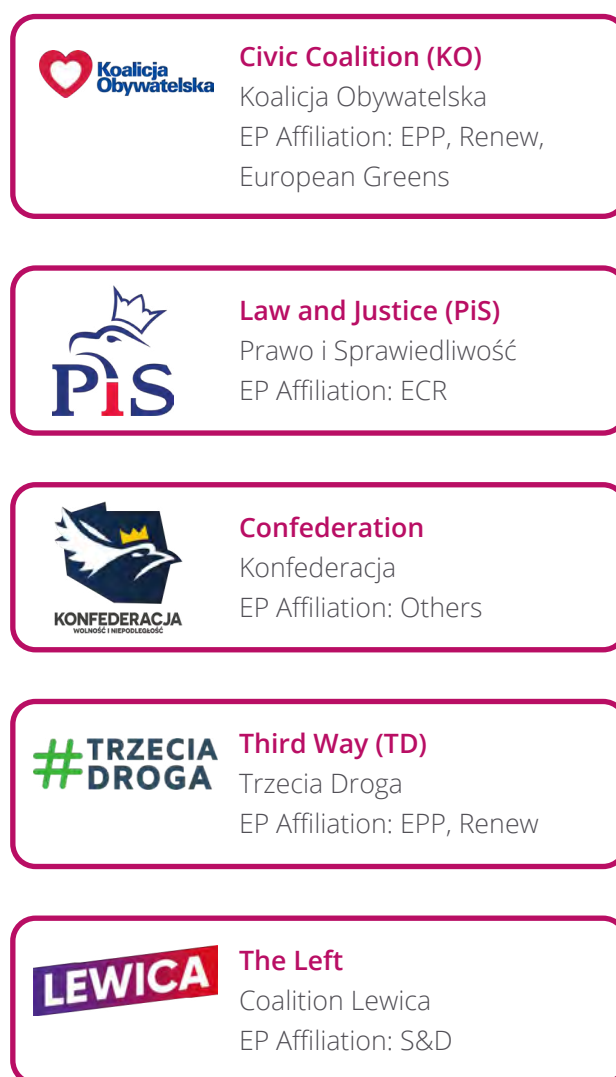 Koalicja
Obywatelska
Civic Coalition (KO)
Koalicja Obywatelska
EP Affiliation: EPP, Renew,
European Greens
PiS
Law and Justice (PiS)
Prawo i Sprawiedliwość
EP Affiliation: ECR
KONFEDERACJA
WOLNOŚĆ I NIEPODLEGŁOŚĆ
Confederation
Konfederacja
EP Affiliation: Others
#TRZECIA
DROGA
Third Way (TD)
Trzecia Droga
EP Affiliation: EPP, Renew
LEWICA
The Left
Coalition Lewica
EP Affiliation: S&D